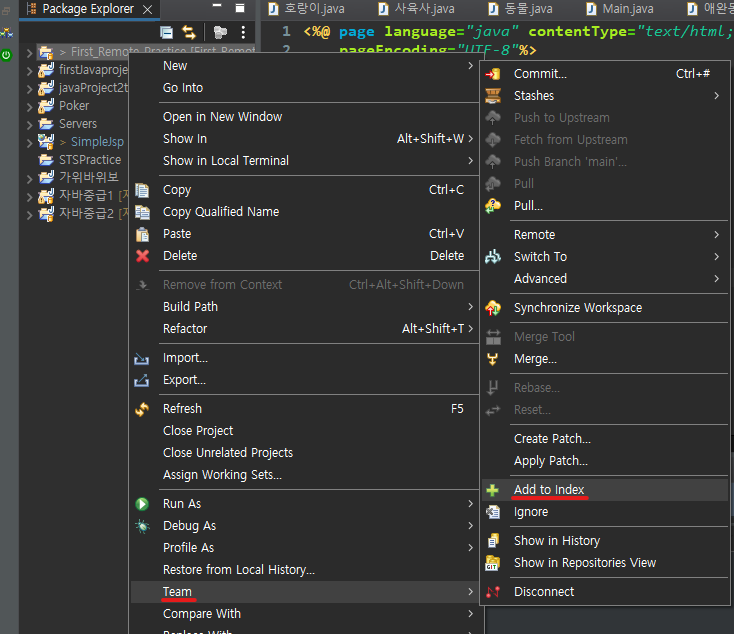 Package Explorer
호랑이.java
사육사.java
동물.java
Main.java
애완동
1 <%@ page language="java" contentType="text/html;
2 pageEncoding="UTF-8"%>
> First_Remote_Practice [First_Remot
firstJavaproje
javaProject2t
Poker
Servers
> SimpleJsp
STSPractice
가위바위보
자바중급1
자바중급2
New
Go Into
Open in New Window
Show In Alt+Shift+W
Show in Local Terminal
Copy Ctrl+C
Copy Qualified Name
Paste Ctrl+V
Delete Delete
Remove from Context Ctrl+Alt+Shift+Down
Build Path
Refactor Alt+Shift+T
Import...
Export...
Refresh F5
Close Project
Close Unrelated Projects
Assign Working Sets...
Run As
Debug As
Profile As
Restore from Local History...
Team
Compare With
Replace With
Commit... Ctrl+#
Stashes
Push to Upstream
Fetch from Upstream
Push Branch 'main'...
Pull
Pull...
Remote
Switch To
Advanced
Synchronize Workspace
Merge Tool
Merge...
Rebase...
Reset...
Create Patch...
Apply Patch...
Add to Index
Ignore
Show in History
GIT Show in Repositories View
Disconnect